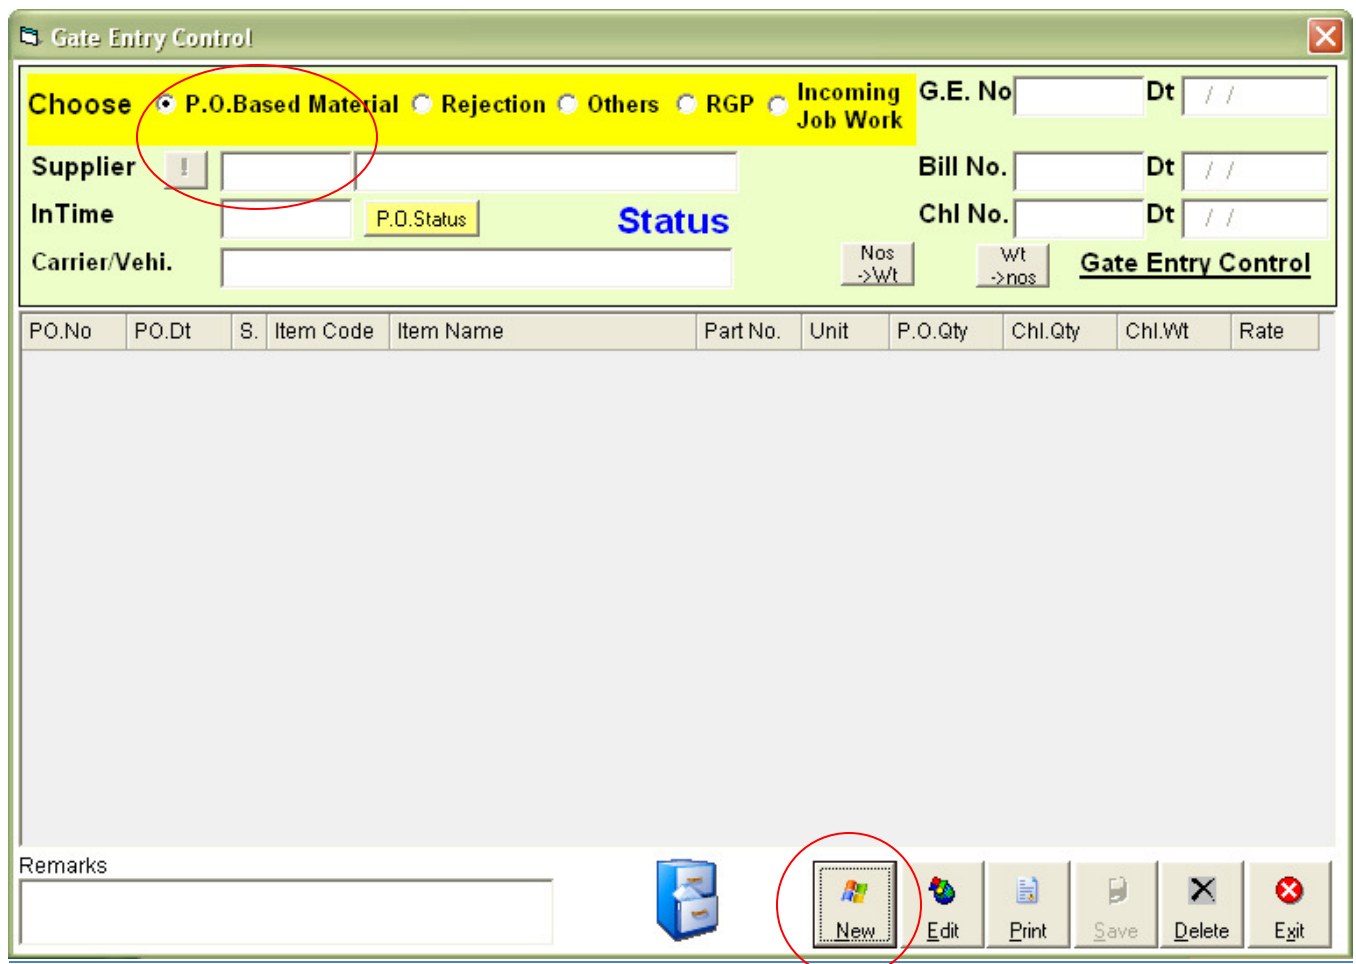 Gate Entry Control
Choose P.O.Based Material Rejection Others RGP Incoming Job Work G.E. No Dt / /
Supplier ! Bill No. Dt / /
InTime P.O.Status Status Chl No. Dt / /
Carrier/Vehi. Nos ->Wt Wt ->nos Gate Entry Control
PO.No PO.Dt S. Item Code Item Name Part No. Unit P.O.Qty Chl.Qty Chl.Wt Rate
Remarks
New Edit Print Save Delete Exit